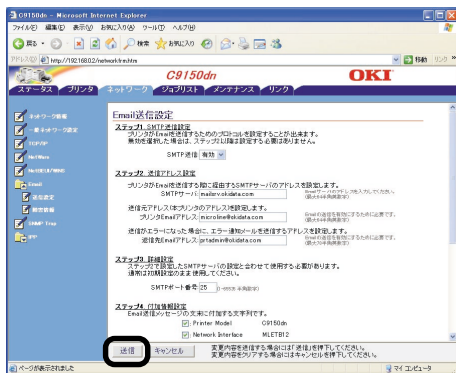 C9150dn - Microsoft Internet Explorer
ファイル(F) 編集(E) 表示(V) お気に入り(A) ツール(T) ヘルプ(H)
戻る 検索 お気に入り
アドレス(D) http://192.168.0.2/network/frm.htm 移動 リンク
C9150dn OKI
ステータス プリンタ ネットワーク ジョブリスト メンテナンス リンク
ネットワーク情報
一般ネットワーク設定
TCP/IP
NetWare
NetBEUI/WINS
Email
送信設定
受信設定
SNMP Trap
IPP
Email送信設定
ステップ1. SMTP送信設定
プリンタがEmailを送信するためのプロトコルを設定することが出来ます。
無効を選択した場合は、ステップ2以降は設定する必要はありません。
SMTP送信: 有効
ステップ2. 送信アドレス設定
プリンタがEmailを送信する際に経由するSMTPサーバのアドレスを設定します。
SMTPサーバ: mailsrv.okidata.com
送信元アドレス(本プリンタのアドレス)を設定します。
プリンタEmailアドレス: microline@okidata.com
送信がエラーになった場合に、エラー通知メールを送信するアドレスを設定します。
返信先Emailアドレス: prtadmin@okidata.com
ステップ3. 詳細設定
ステップ2で設定したSMTPサーバの設定と合わせて使用する必要があります。
通常は初期設定のまま使用してください。
SMTPポート番号: 25
ステップ4. 付加情報設定
Email送信メッセージの文末に付加する文字列です。
Printer Model C9150dn
Network Interface MLETB12
送信 キャンセル 変更内容を送信する場合には「送信」を押下してください。
変更内容をクリアする場合にはキャンセルを押下してください。
ページが表示されました マイ コンピュータ